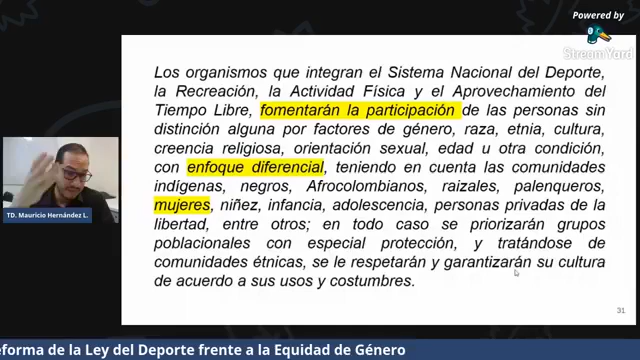 Powered by
StreamYard
Los organismos que integran el Sistema Nacional del Deporte,
la Recreación, la Actividad Física y el Aprovechamiento del
Tiempo Libre, fomentarán la participación de las personas sin
distinción alguna por factores de género, raza, etnia, cultura,
creencia religiosa, orientación sexual, edad u otra condición,
con enfoque diferencial, teniendo en cuenta las comunidades
indígenas, negros, Afrocolombianos, raizales, palenqueros,
mujeres, niñez, infancia, adolescencia, personas privadas de la
libertad, entre otros; en todo caso se priorizarán grupos
poblacionales con especial protección, y tratándose de
comunidades étnicas, se le respetarán y garantizarán su cultura
de acuerdo a sus usos y costumbres.
TD. Mauricio Hernández L.
31
eforma de la Ley del Deporte frente a la Equidad de Género